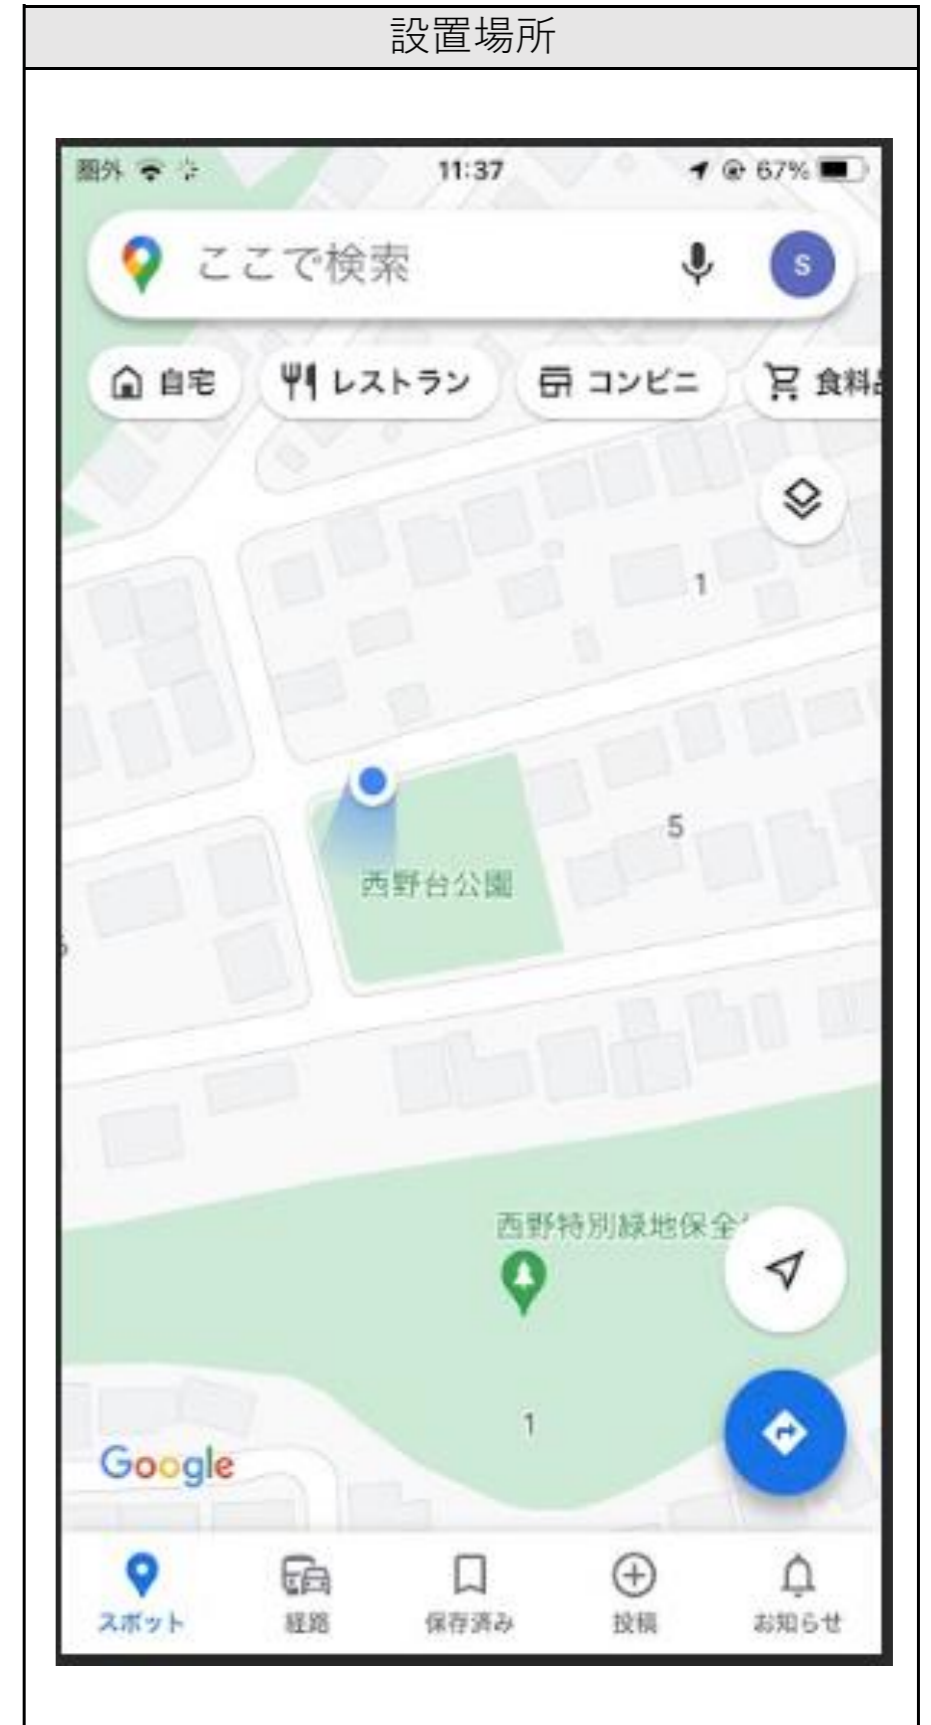 設置場所
圏外 11:37 67%
ここで検索 S
自宅 レストラン コンビニ 食料品
1
5
西野台公園
西野特別緑地保全
1
Google
スポット 経路 保存済み 投稿 お知らせ